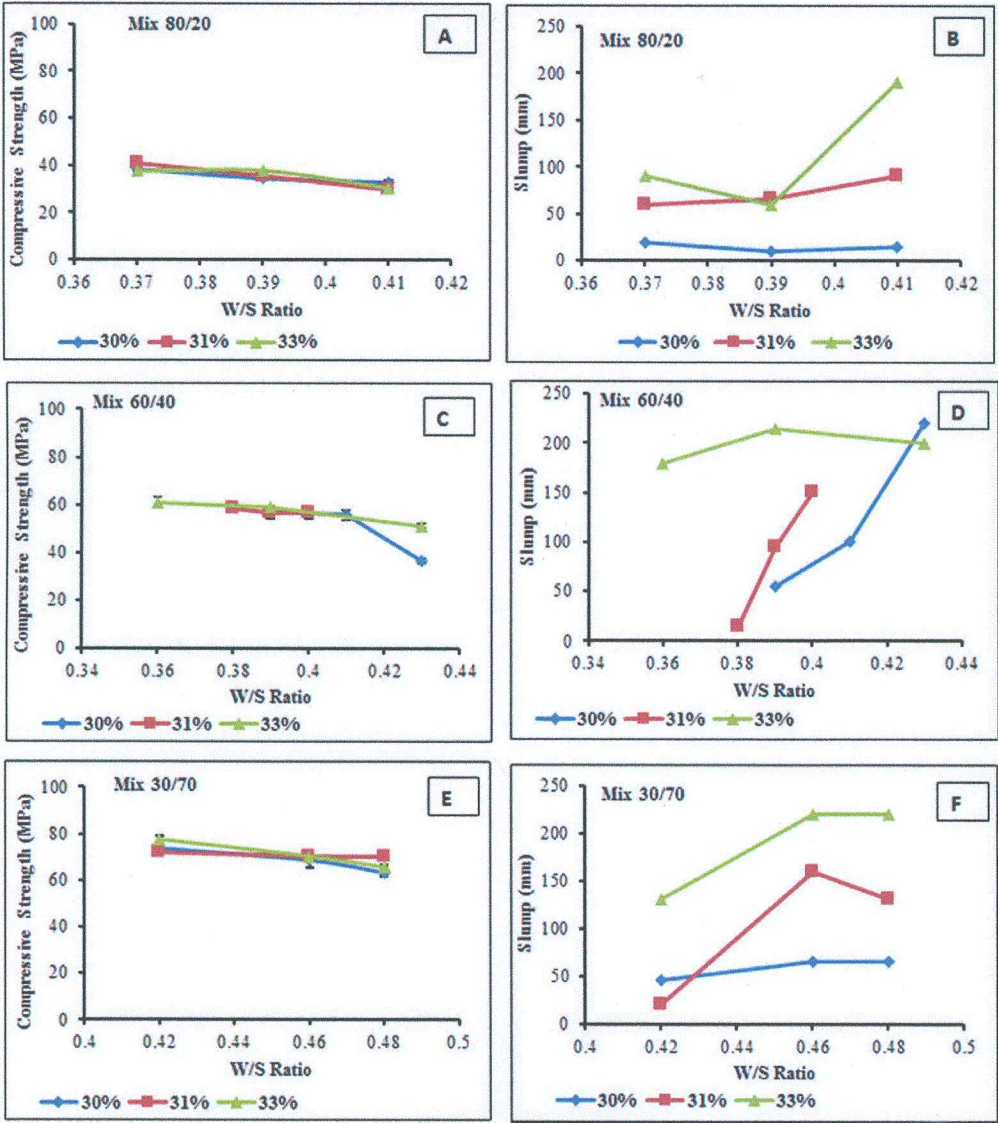 Mix 80/20
A
Compressive Strength (MPa)
100
80
60
40
20
0
0.36 0.37 0.38 0.39 0.4 0.41 0.42
W/S Ratio
30% 31% 33%
Mix 80/20
B
Slump (mm)
250
200
150
100
50
0
0.36 0.37 0.38 0.39 0.4 0.41 0.42
W/S Ratio
30% 31% 33%
Mix 60/40
C
Compressive Strength (MPa)
100
80
60
40
20
0
0.34 0.36 0.38 0.4 0.42 0.44
W/S Ratio
30% 31% 33%
Mix 60/40
D
Slump (mm)
250
200
150
100
50
0
0.34 0.36 0.38 0.4 0.42 0.44
W/S Ratio
30% 31% 33%
Mix 30/70
E
Compressive Strength (MPa)
100
80
60
40
20
0
0.4 0.42 0.44 0.46 0.48 0.5
W/S Ratio
30% 31% 33%
Mix 30/70
F
Slump (mm)
250
200
150
100
50
0
0.4 0.42 0.44 0.46 0.48 0.5
W/S Ratio
30% 31% 33%